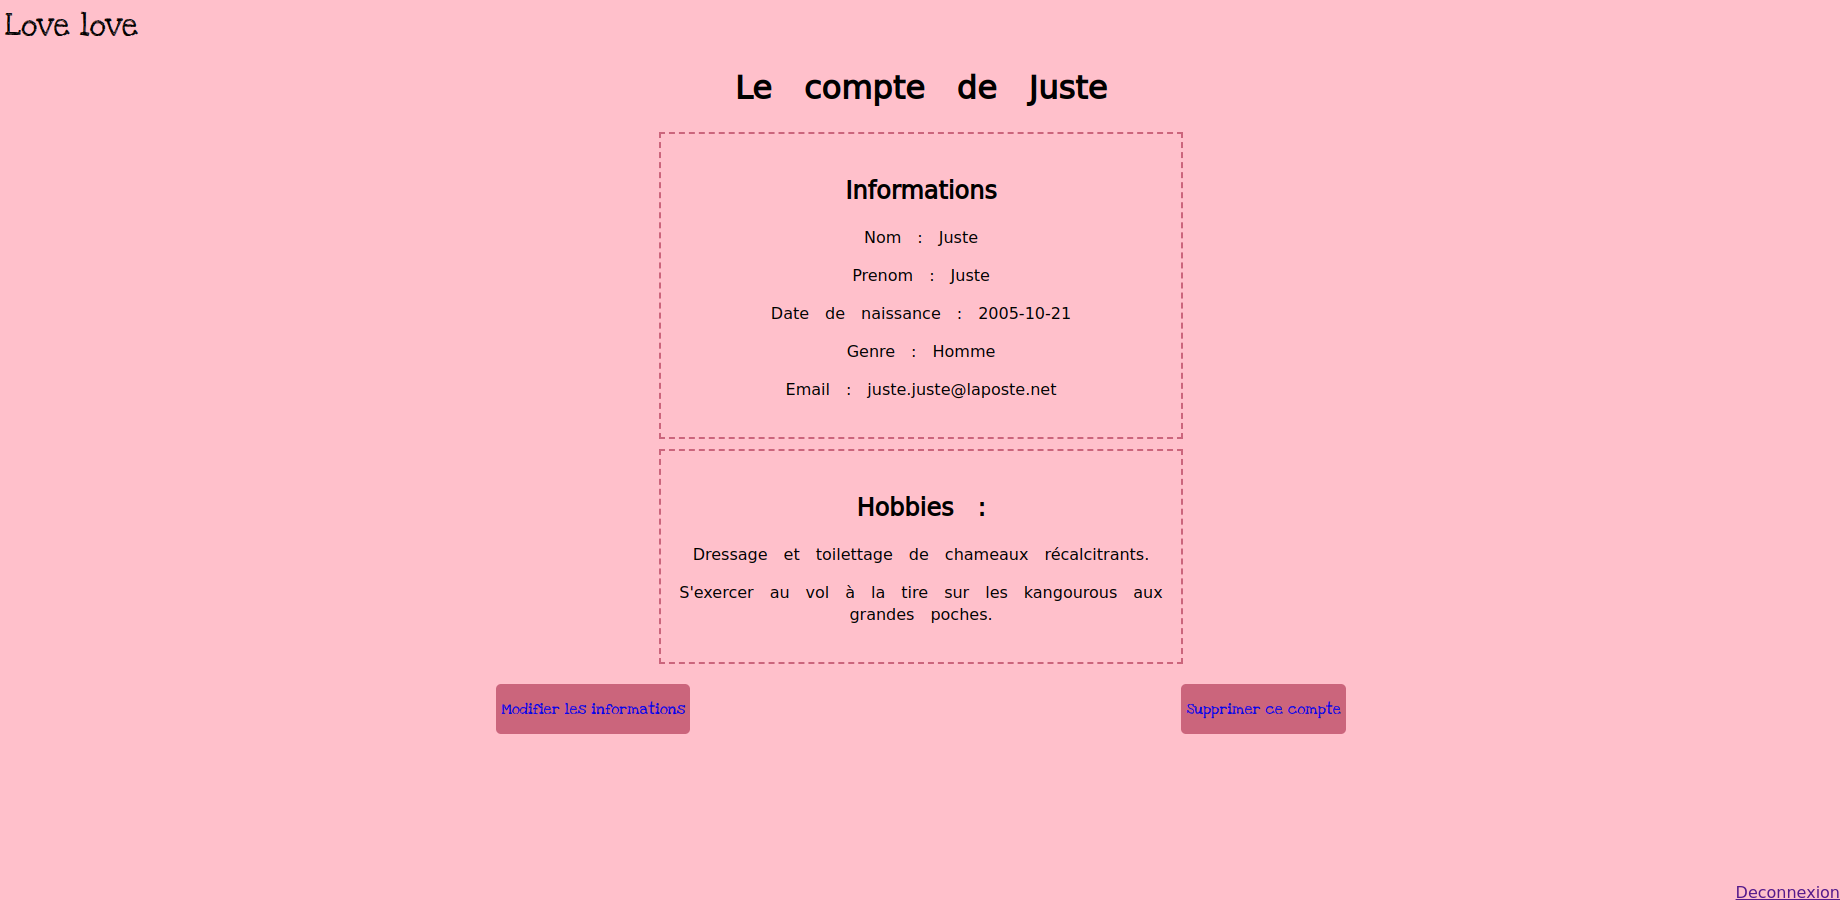 Love love
Le compte de Juste
Informations
Nom : Juste
Prenom : Juste
Date de naissance : 2005-10-21
Genre : Homme
Email : juste.juste@laposte.net
Hobbies :
Dressage et toilettage de chameaux récalcitrants.
S'exercer au vol à la tire sur les kangourous aux
grandes poches.
Modifier les informations
Supprimer ce compte
Deconnexion